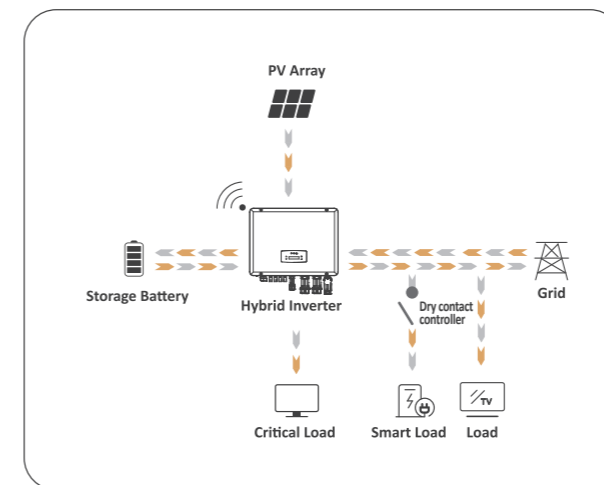 PV Array
Storage Battery
Hybrid Inverter
Dry contact
controller
Grid
TV
Critical Load
Smart Load
Load